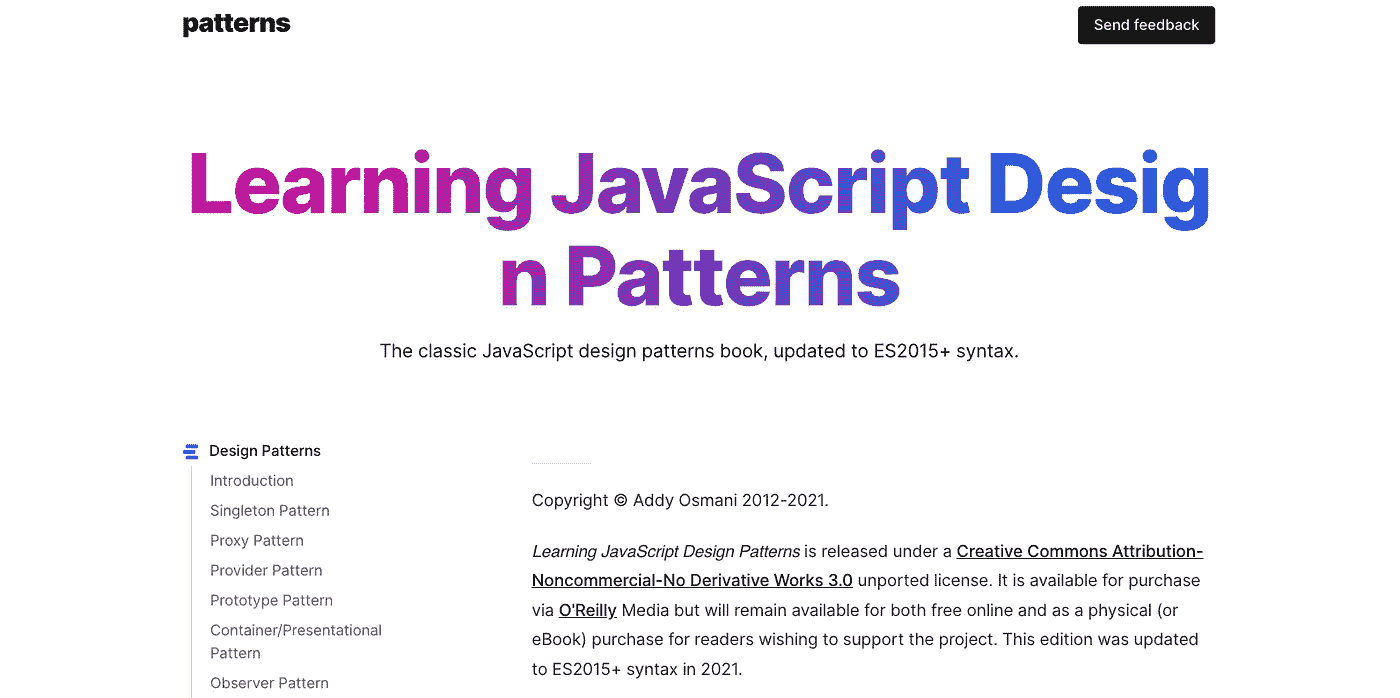 patterns
Send feedback
Learning JavaScript Desig
n Patterns
The classic JavaScript design patterns book, updated to ES2015+ syntax.
Design Patterns
Introduction
Singleton Pattern
Proxy Pattern
Provider Pattern
Prototype Pattern
Container/Presentational
Pattern
Observer Pattern
Copyright © Addy Osmani 2012-2021.
Learning JavaScript Design Patterns is released under a Creative Commons Attribution-
Noncommercial-No Derivative Works 3.0 unported license. It is available for purchase
via O'Reilly Media but will remain available for both free online and as a physical (or
eBook) purchase for readers wishing to support the project. This edition was updated
to ES2015+ syntax in 2021.